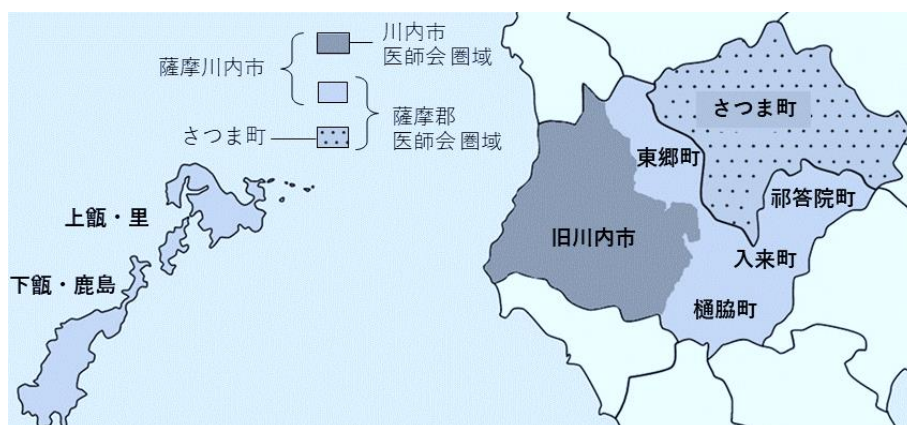 川内市
医師会圏域
薩摩川内市
さつま町
薩摩郡
医師会圏域
さつま町
東郷町
祁答院町
上甑・里
旧川内市
入来町
下甑・鹿島
樋脇町